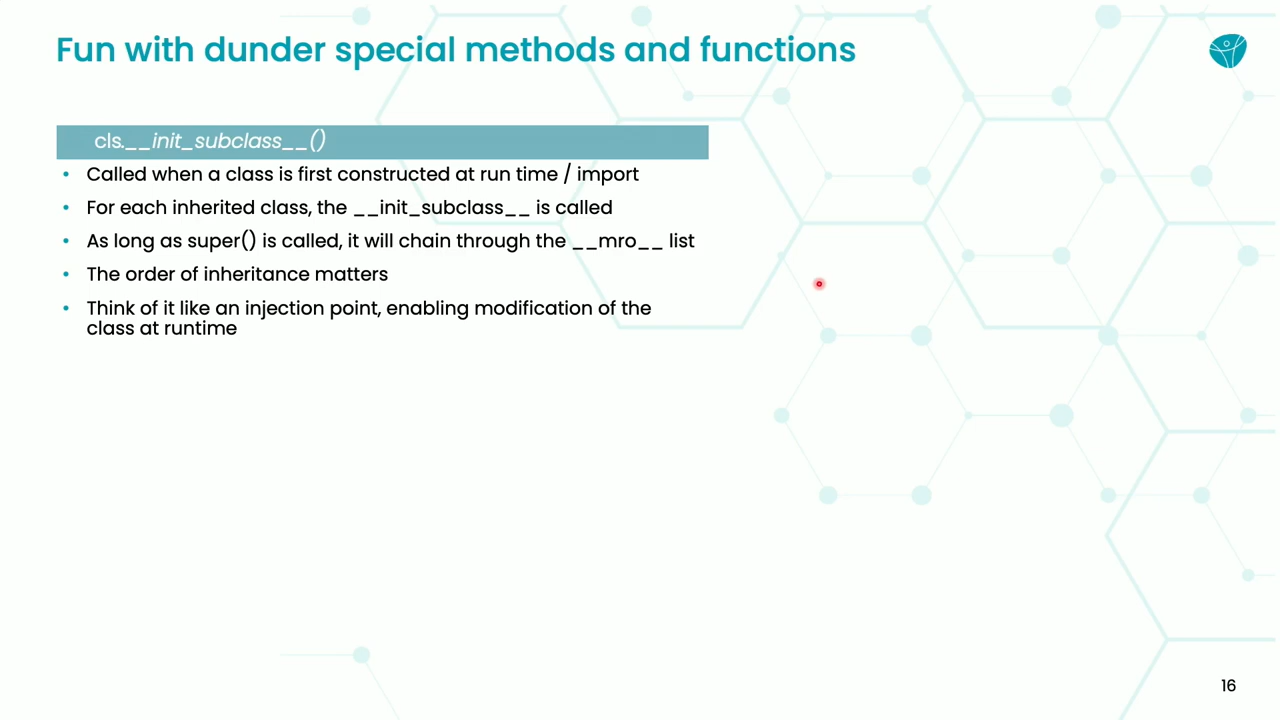 Fun with dunder special methods and functions
cls.__init_subclass__()
• Called when a class is first constructed at run time / import
• For each inherited class, the __init_subclass__ is called
• As long as super() is called, it will chain through the __mro__ list
• The order of inheritance matters
• Think of it like an injection point, enabling modification of the
class at runtime
16